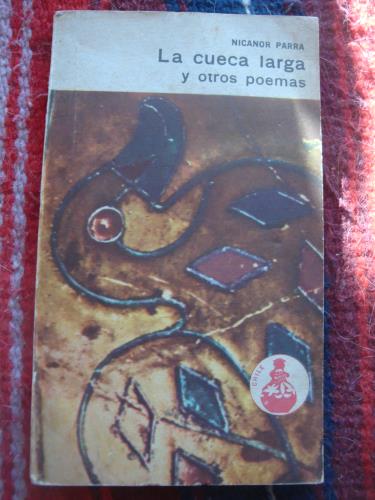 NICANOR PARRA
La cueca larga
y otros poemas
CHILE